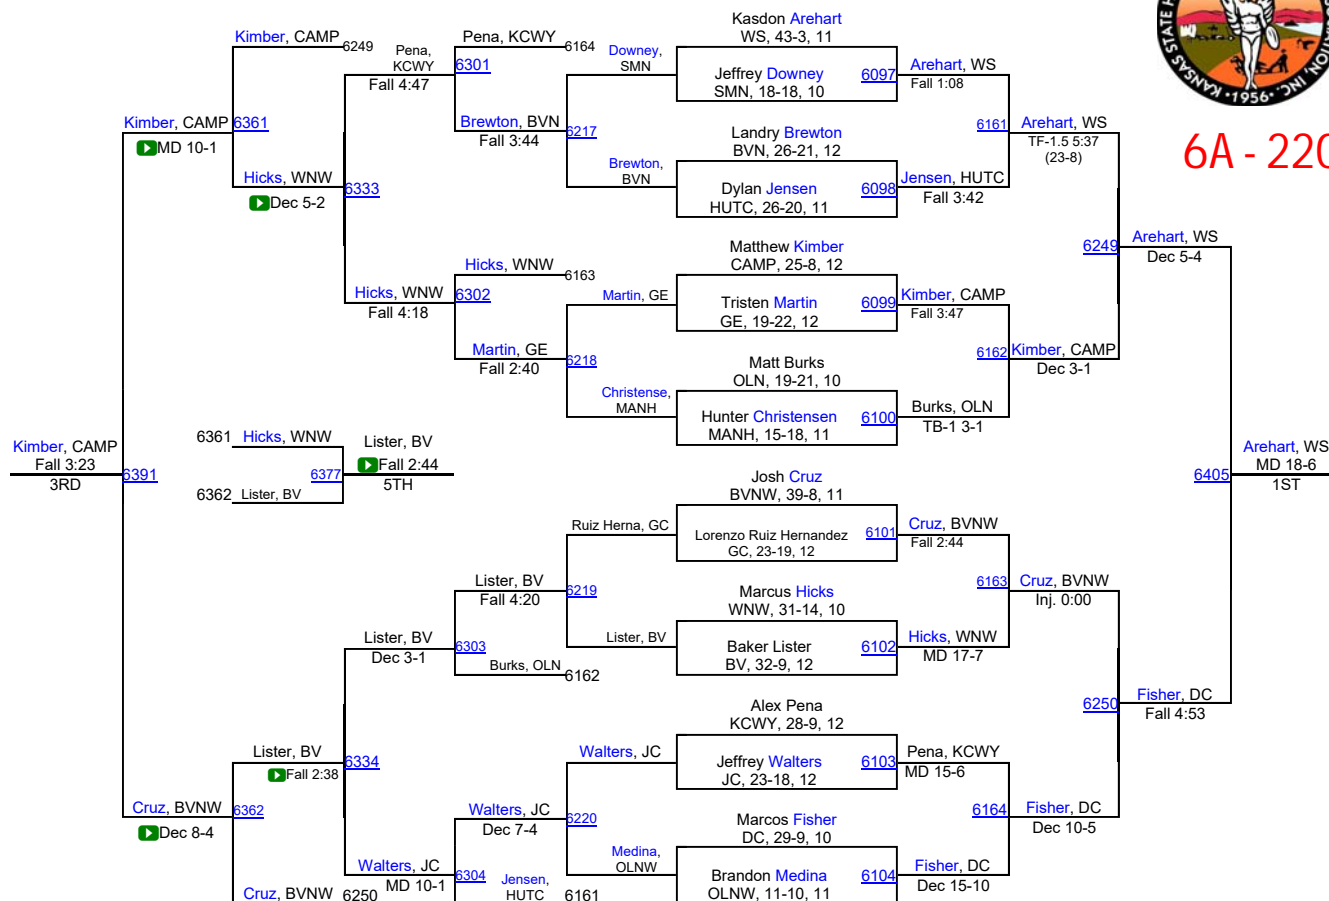 Kasdon Arehart
WS, 43-3, 11
Jeffrey Downey
SMN, 18-18, 10
6097
Landry Brewton
BVN, 26-21, 12
Dylan Jensen
HUTC, 26-20, 11
6098
Matthew Kimber
CAMP, 25-8, 12
Tristen Martin
GE, 19-22, 12
6099
Matt Burks
OLN, 19-21, 10
Hunter Christensen
MANH, 15-18, 11
6100
Josh Cruz
BVNW, 39-8, 11
Lorenzo Ruiz Hernandez
GC, 23-19, 12
6101
Marcus Hicks
WNW, 31-14, 10
Baker Lister
BV, 32-9, 12
6102
Alex Pena
KCWY, 28-9, 12
Jeffrey Walters
JC, 23-18, 12
6103
Marcos Fisher
DC, 29-9, 10
Brandon Medina
OLNW, 11-10, 11
6104
Arehart, WS
Fall 1:08
Jensen, HUTC
Fall 3:42
Kimber, CAMP
Fall 3:47
Burks, OLN
TB-1 3-1
Cruz, BVNW
Fall 2:44
Hicks, WNW
MD 17-7
Pena, KCWY
MD 15-6
Fisher, DC
Dec 15-10
6161
Arehart, WS
TF-1.5 5:37
(23-8)
6162
Kimber, CAMP
Dec 3-1
6163
Cruz, BVNW
Inj. 0:00
6164
Fisher, DC
Dec 10-5
6249
Arehart, WS
Dec 5-4
6250
Fisher, DC
Fall 4:53
6405
Arehart, WS
MD 18-6
1ST
KANSAS STATE H
ATION, INC.
•1956•
6A - 220
Downey,
SMN
Brewton,
BVN
6217
Martin, GE
Christense,
MANH
6218
Ruiz Herna, GC
Lister, BV
6219
Walters, JC
Medina,
OLNW
6220
Pena, KCWY
6164
Brewton, BVN
Fall 3:44
6301
Hicks, WNW
6163
Martin, GE
Fall 2:40
6302
Lister, BV
Fall 4:20
Burks, OLN
6162
6303
Walters, JC
Dec 7-4
Jensen,
HUTC
6161
6304
Pena,
KCWY
Fall 4:47
Hicks, WNW
Fall 4:18
6333
Lister, BV
Dec 3-1
Walters, JC
MD 10-1
6334
Kimber, CAMP
6249
Hicks, WNW
Dec 5-2
6361
Lister, BV
Fall 2:38
Cruz, BVNW
6250
6362
Kimber, CAMP
MD 10-1
Cruz, BVNW
Dec 8-4
6391
Kimber, CAMP
Fall 3:23
3RD
6361
Hicks, WNW
6362
Lister, BV
6377
Lister, BV
Fall 2:44
5TH